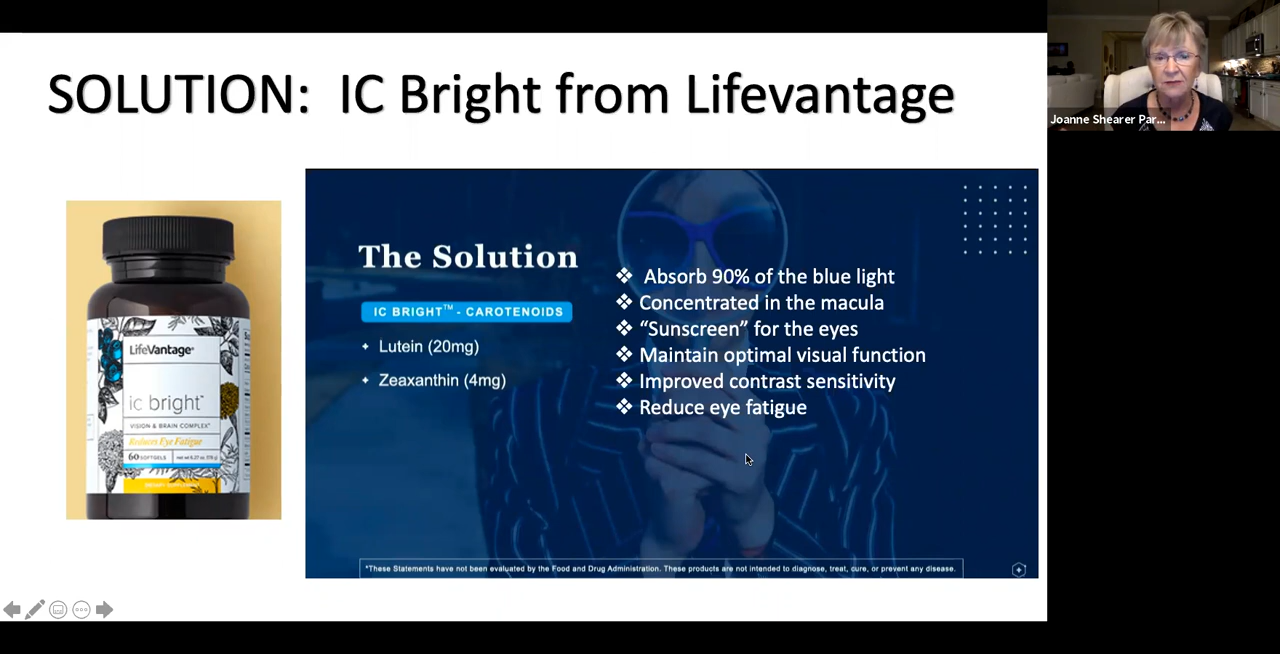 SOLUTION: IC Bright from Lifevantage
Joanne Shearer Par...
LifeVantage®
ic bright™
VISION & BRAIN COMPLEX
Reduces Eye Fatigue
60 SOFTGELS
The Solution
IC BRIGHT™ - CAROTENOIDS
Lutein (20mg)
Zeaxanthin (4mg)
❖ Absorb 90% of the blue light
❖ Concentrated in the macula
❖ “Sunscreen” for the eyes
❖ Maintain optimal visual function
❖ Improved contrast sensitivity
❖ Reduce eye fatigue
*These Statements have not been evaluated by the Food and Drug Administration. These products are not intended to diagnose, treat, cure, or prevent any disease.